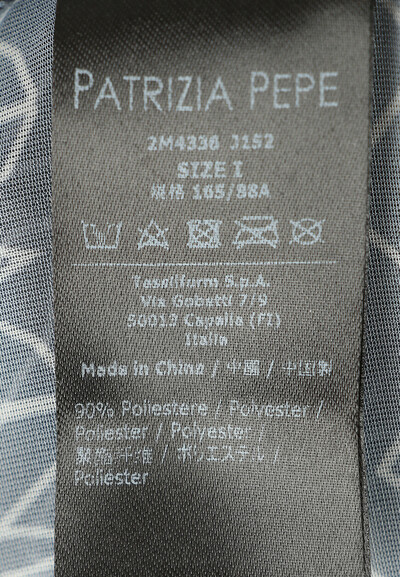 PATRIZIA PEPE
2M4336 J152
SIZE I
规格 165/88A
Tessilform S.p.A.
Via Gobetti 7/9
50013 Capalle (FI)
Italia
Made in China / 中國 / 中国製
90% Poliestere / Polyester /
Poliester / Polyester /
聚酯纤维 / ポリエステル /
Poliéster